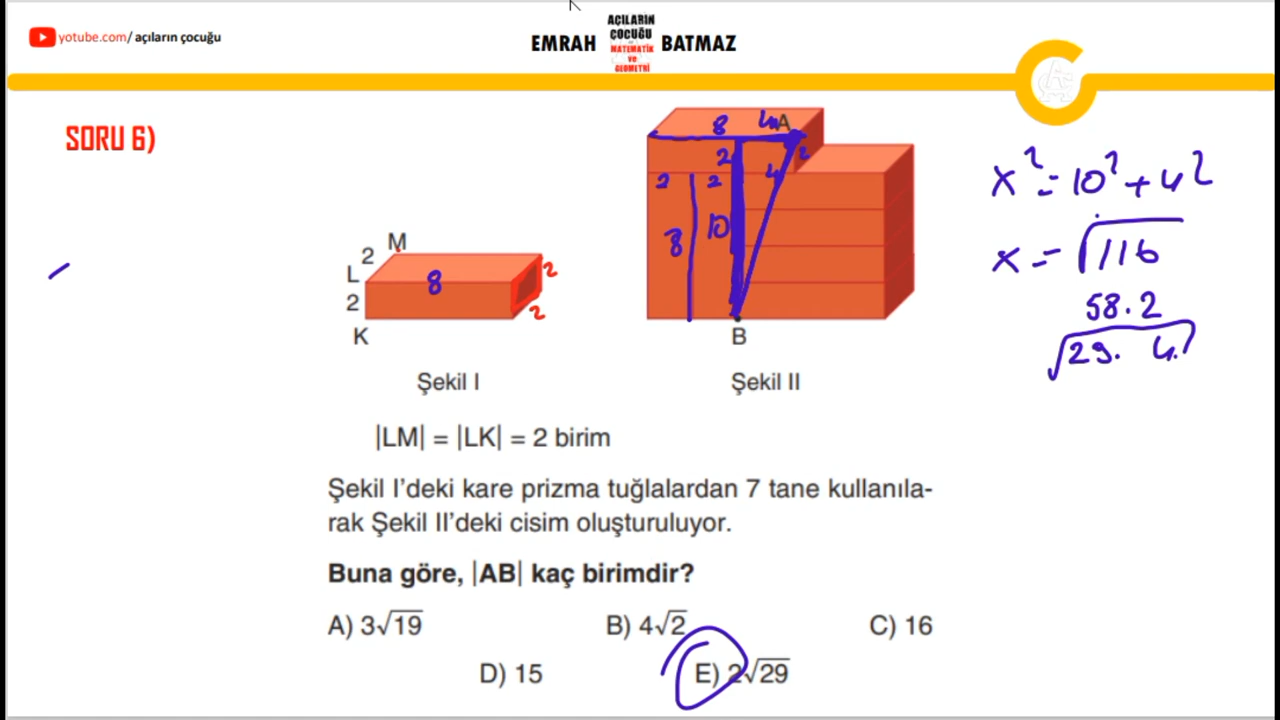 yotube.com/ açıların çocuğu
EMRAH
AÇILARIN
ÇOCUĞU
MATEMATİK
ve
GEOMETRİ
BATMAZ
SORU 6)
8 4 A
2 2
2 2 4
8 10
B
Şekil II
M
2
L 8 2
2
K 2
Şekil I
x² = 10² + 4²
x = √116
58.2
√29. 4
|LM| = |LK| = 2 birim
Şekil I’deki kare prizma tuğlalardan 7 tane kullanıla-
rak Şekil II’deki cisim oluşturuluyor.
Buna göre, |AB| kaç birimdir?
A) 3√19 B) 4√2 C) 16
D) 15 E) 2√29